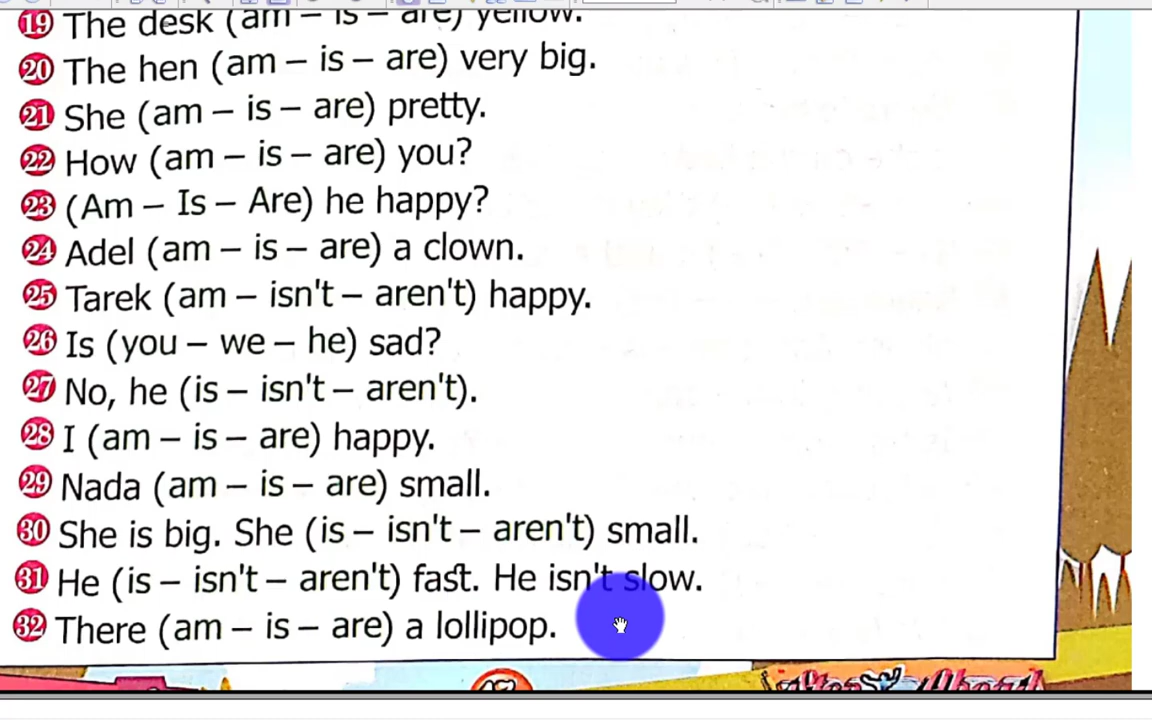 19 The desk (am – is – are) yellow.
20 The hen (am – is – are) very big.
21 She (am – is – are) pretty.
22 How (am – is – are) you?
23 (Am – Is – Are) he happy?
24 Adel (am – is – are) a clown.
25 Tarek (am – isn't – aren't) happy.
26 Is (you – we – he) sad?
27 No, he (is – isn't – aren't).
28 I (am – is – are) happy.
29 Nada (am – is – are) small.
30 She is big. She (is – isn't – aren't) small.
31 He (is – isn't – aren't) fast. He isn't slow.
32 There (am – is – are) a lollipop.